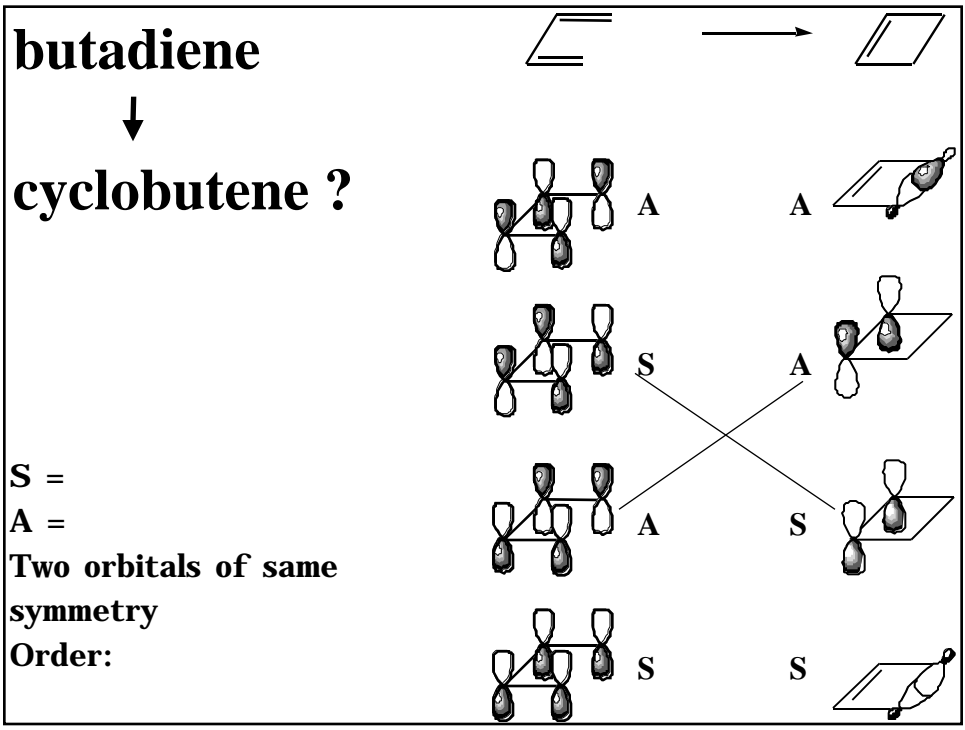 butadiene
cyclobutene ?
A A
S A
S =
A =
A S
Two orbitals of same
symmetry
Order:
S S